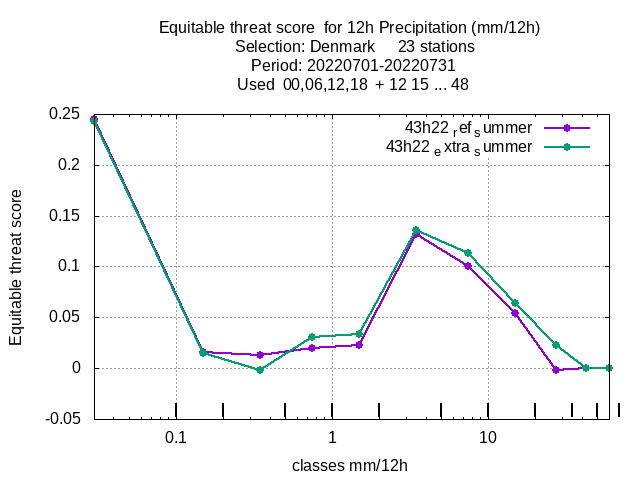 Equitable threat score  for 12h Precipitation (mm/12h)
Selection: Denmark     23 stations
Period: 20220701-20220731
Used  00,06,12,18  + 12 15 ... 48
43h22 ref summer
43h22 extra summer
0.25
0.2
0.15
0.1
0.05
0
-0.05
Equitable threat score
0.1
1
10
classes mm/12h